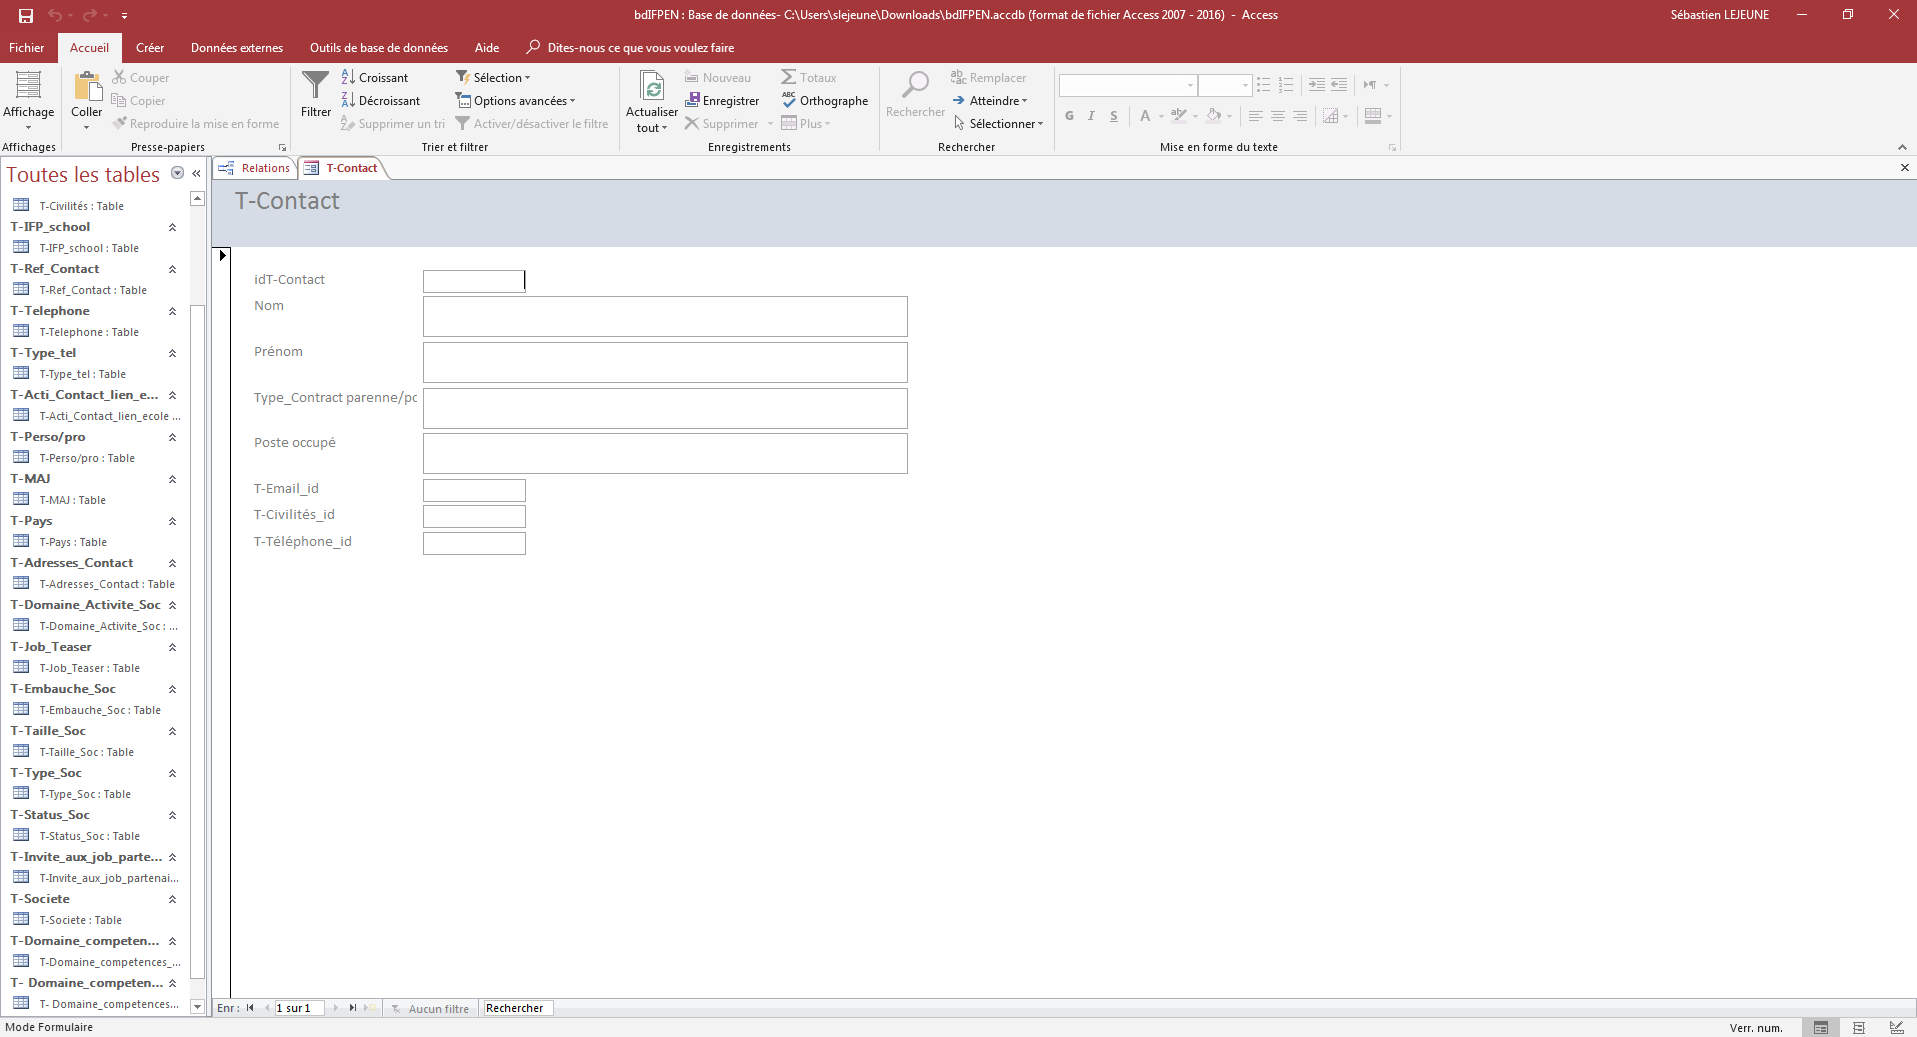 bdIFPEN : Base de données- C:\Users\slejeune\Downloads\bdIFPEN.accdb (format de fichier Access 2007 - 2016) - Access
Sébastien LEJEUNE
Fichier Accueil Créer Données externes Outils de base de données Aide Dites-nous ce que vous voulez faire
Affichage
Affichages
Coller
Couper
Copier
Reproduire la mise en forme
Presse-papiers
Filtrer
Croissant
Décroissant
Supprimer un tri
Sélection
Options avancées
Activer/désactiver le filtre
Trier et filtrer
Actualiser
tout
Nouveau
Enregistrer
Supprimer
Totaux
Orthographe
Plus
Enregistrements
Rechercher
Remplacer
Atteindre
Sélectionner
Rechercher
G I S A
Mise en forme du texte
Toutes les tables
T-Civilités : Table
T-IFP_school
T-IFP_school : Table
T-Ref_Contact
T-Ref_Contact : Table
T-Telephone
T-Telephone : Table
T-Type_tel
T-Type_tel : Table
T-Acti_Contact_lien_e...
T-Acti_Contact_lien_ecole ...
T-Perso/pro
T-Perso/pro : Table
T-MAJ
T-MAJ : Table
T-Pays
T-Pays : Table
T-Adresses_Contact
T-Adresses_Contact : Table
T-Domaine_Activite_Soc
T-Domaine_Activite_Soc : ...
T-Job_Teaser
T-Job_Teaser : Table
T-Embauche_Soc
T-Embauche_Soc : Table
T-Taille_Soc
T-Taille_Soc : Table
T-Type_Soc
T-Type_Soc : Table
T-Status_Soc
T-Status_Soc : Table
T-Invite_aux_job_parte...
T-Invite_aux_job_partenai...
T-Societe
T-Societe : Table
T-Domaine_competen...
T-Domaine_competences_...
T- Domaine_competen...
T- Domaine_competences...
Relations T-Contact
T-Contact
idT-Contact
Nom
Prénom
Type_Contract parenne/pc
Poste occupé
T-Email_id
T-Civilités_id
T-Téléphone_id
Enr : 1 sur 1 Aucun filtre Rechercher
Mode Formulaire
Verr. num.